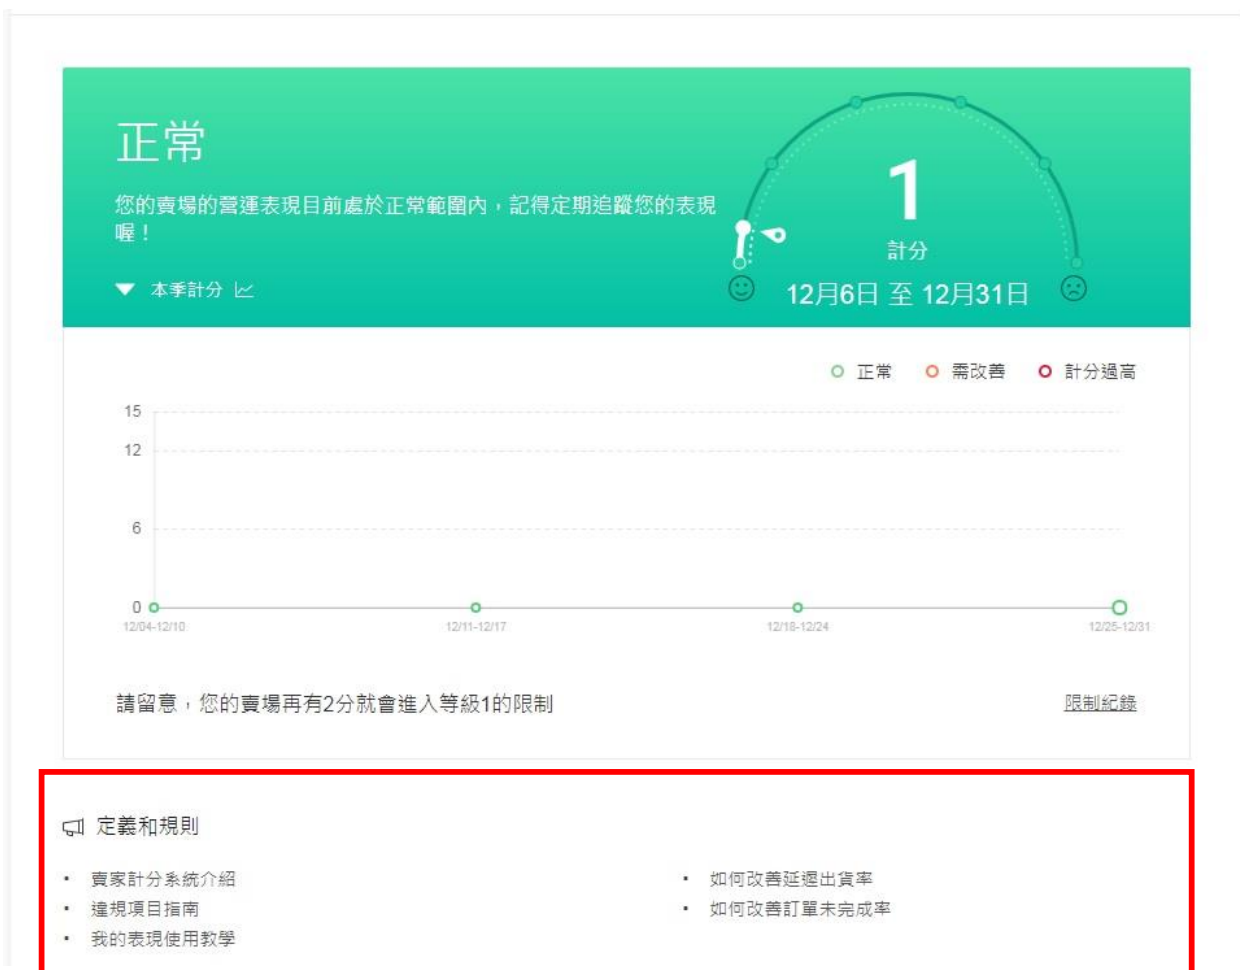 正常
您的賣場的營運表現目前處於正常範圍內，記得定期追蹤您的表現
喔！
本季計分
1
計分
12月6日 至 12月31日
正常 需改善 計分過高
15
12
6
0
12/04-12/10 12/11-12/17 12/18-12/24 12/25-12/31
請留意，您的賣場再有2分就會進入等級1的限制 限制紀錄
定義和規則
• 賣家計分系統介紹
• 違規項目指南
• 我的表現使用教學
• 如何改善延遲出貨率
• 如何改善訂單未完成率